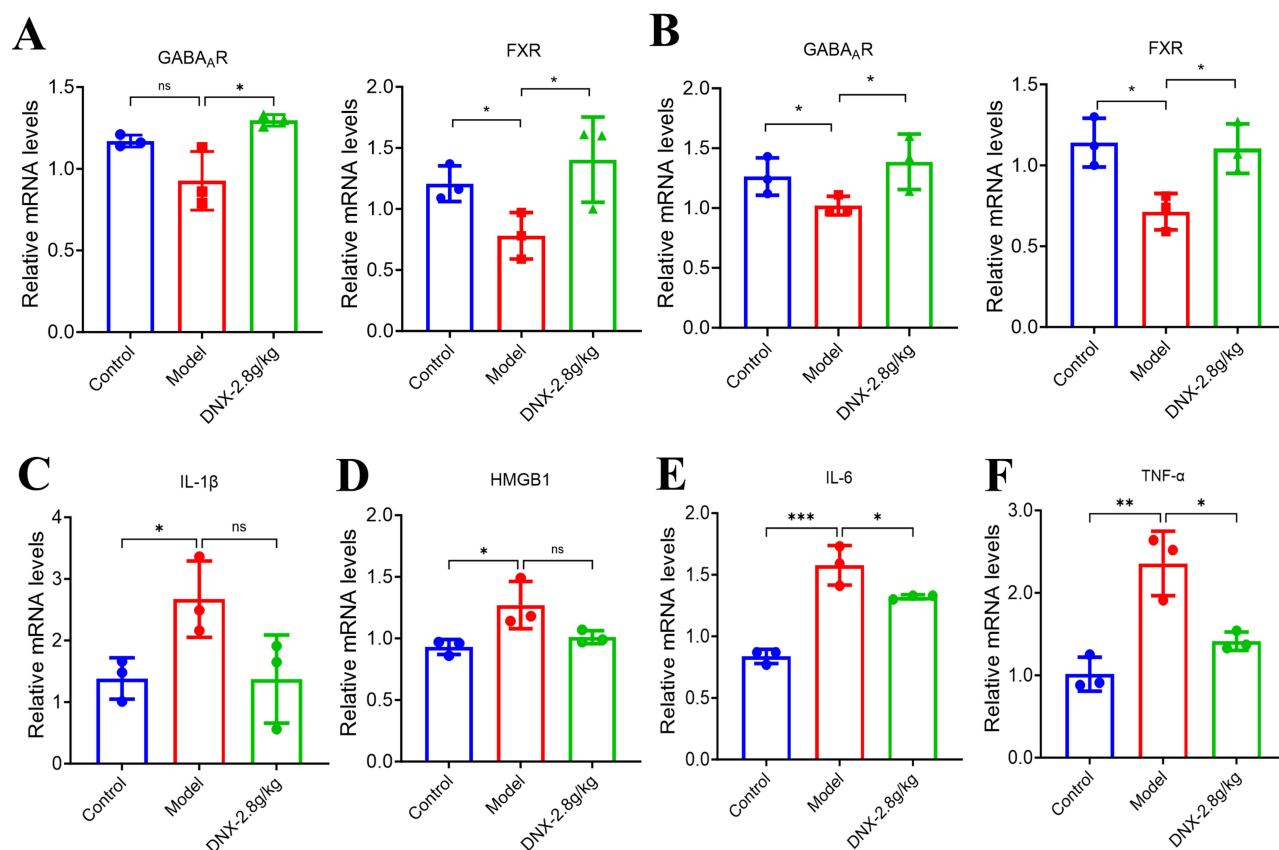 A
GABAAR
Relative mRNA levels
1.5
1.0
0.5
0.0
ns
*
Control
Model
DNX-2.8g/kg
FXR
Relative mRNA levels
2.0
1.5
1.0
0.5
0.0
*
*
Control
Model
DNX-2.8g/kg
B
GABAAR
Relative mRNA levels
2.0
1.5
1.0
0.5
0.0
*
*
Control
Model
DNX-2.8g/kg
FXR
Relative mRNA levels
1.5
1.0
0.5
0.0
*
*
Control
Model
DNX-2.8g/kg
C
IL-1β
Relative mRNA levels
4
3
2
1
0
*
ns
Control
Model
DNX-2.8g/kg
D
HMGB1
Relative mRNA levels
2.0
1.5
1.0
0.5
0.0
*
ns
Control
Model
DNX-2.8g/kg
E
IL-6
Relative mRNA levels
2.0
1.5
1.0
0.5
0.0
***
*
Control
Model
DNX-2.8g/kg
F
TNF-α
Relative mRNA levels
3.0
2.0
1.0
0.0
**
*
Control
Model
DNX-2.8g/kg